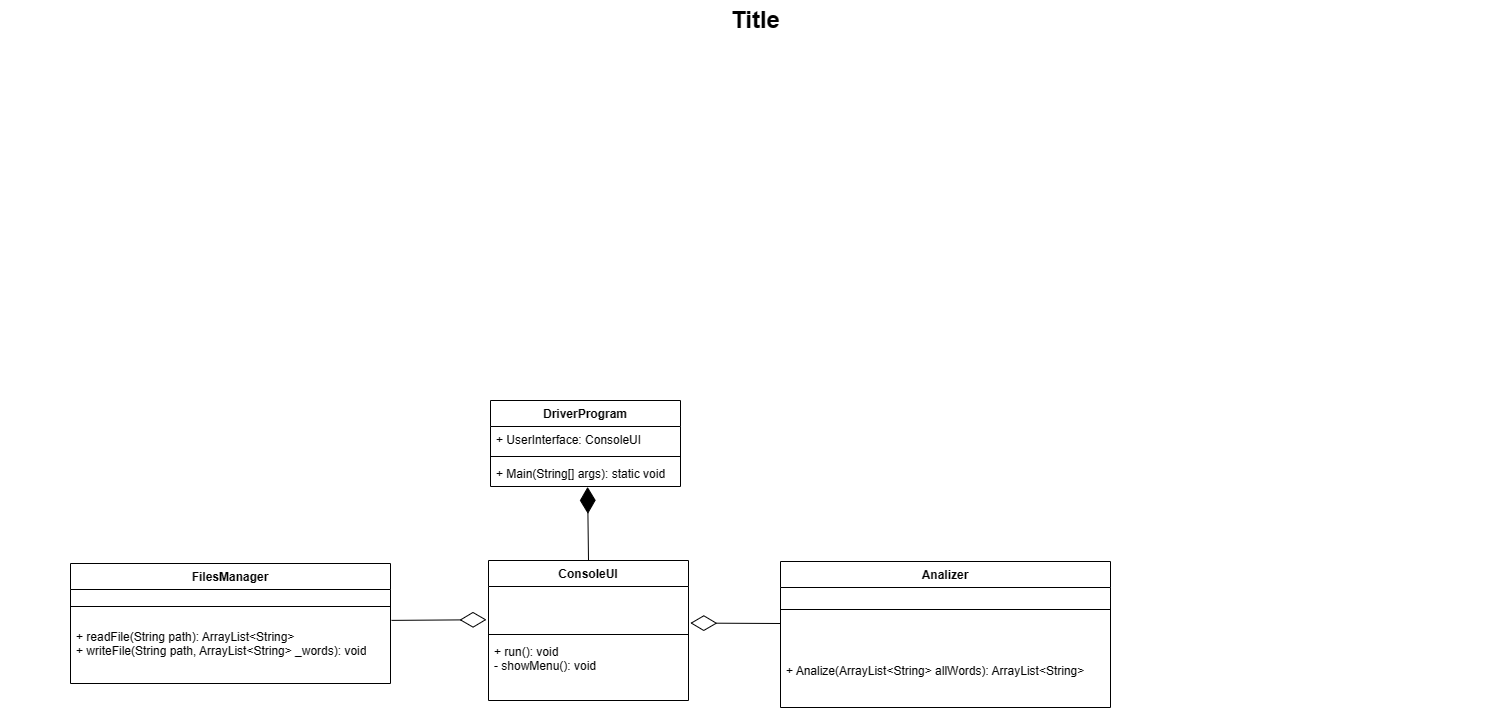 Title
DriverProgram
+ UserInterface: ConsoleUI
+ Main(String[] args): static void
FilesManager
+ readFile(String path): ArrayList<String>
+ writeFile(String path, ArrayList<String> _words): void
ConsoleUI
+ run(): void
- showMenu(): void
Analizer
+ Analize(ArrayList<String> allWords): ArrayList<String>